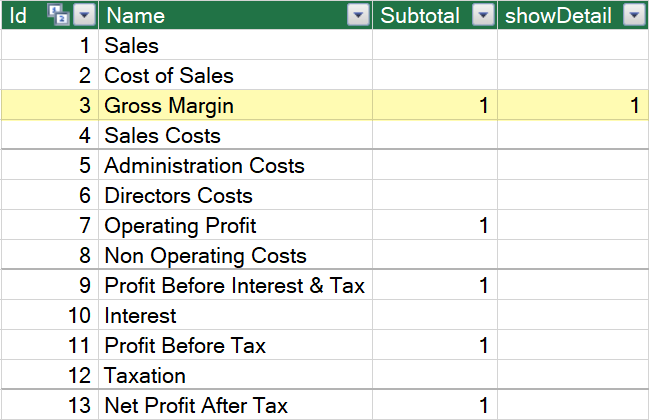 Id Name Subtotal showDetail
1 Sales
2 Cost of Sales
3 Gross Margin 1 1
4 Sales Costs
5 Administration Costs
6 Directors Costs
7 Operating Profit 1
8 Non Operating Costs
9 Profit Before Interest & Tax 1
10 Interest
11 Profit Before Tax 1
12 Taxation
13 Net Profit After Tax 1